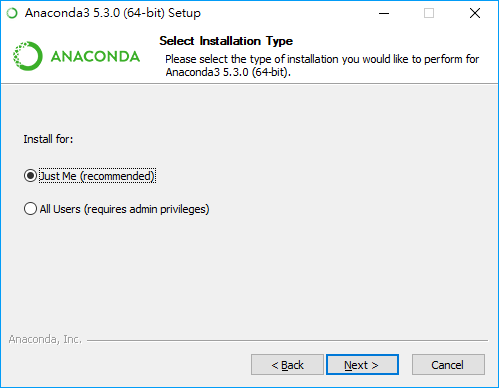 Anaconda3 5.3.0 (64-bit) Setup
Select Installation Type
Please select the type of installation you would like to perform for
Anaconda3 5.3.0 (64-bit).
ANACONDA
Install for:
Just Me (recommended)
All Users (requires admin privileges)
Anaconda, Inc.
< Back
Next >
Cancel